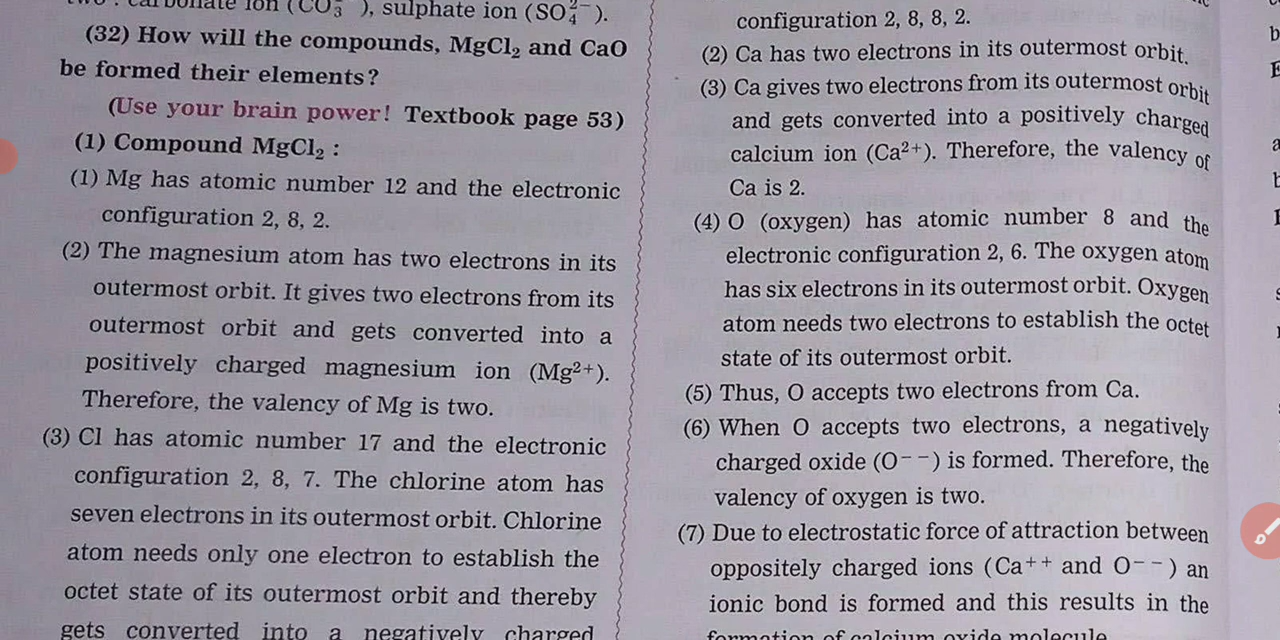 two : carbonate ion (CO₃²⁻), sulphate ion (SO₄²⁻).
(32) How will the compounds, MgCl₂ and CaO
be formed their elements?
(Use your brain power! Textbook page 53)
(1) Compound MgCl₂ :
(1) Mg has atomic number 12 and the electronic
configuration 2, 8, 2.
(2) The magnesium atom has two electrons in its
outermost orbit. It gives two electrons from its
outermost orbit and gets converted into a
positively charged magnesium ion (Mg²⁺).
Therefore, the valency of Mg is two.
(3) Cl has atomic number 17 and the electronic
configuration 2, 8, 7. The chlorine atom has
seven electrons in its outermost orbit. Chlorine
atom needs only one electron to establish the
octet state of its outermost orbit and thereby
gets converted into a negatively charged
configuration 2, 8, 8, 2.
(2) Ca has two electrons in its outermost orbit.
(3) Ca gives two electrons from its outermost orbit
and gets converted into a positively charged
calcium ion (Ca²⁺). Therefore, the valency of
Ca is 2.
(4) O (oxygen) has atomic number 8 and the
electronic configuration 2, 6. The oxygen atom
has six electrons in its outermost orbit. Oxygen
atom needs two electrons to establish the octet
state of its outermost orbit.
(5) Thus, O accepts two electrons from Ca.
(6) When O accepts two electrons, a negatively
charged oxide (O⁻⁻) is formed. Therefore, the
valency of oxygen is two.
(7) Due to electrostatic force of attraction between
oppositely charged ions (Ca⁺⁺ and O⁻⁻) an
ionic bond is formed and this results in the
formation of calcium oxide molecule